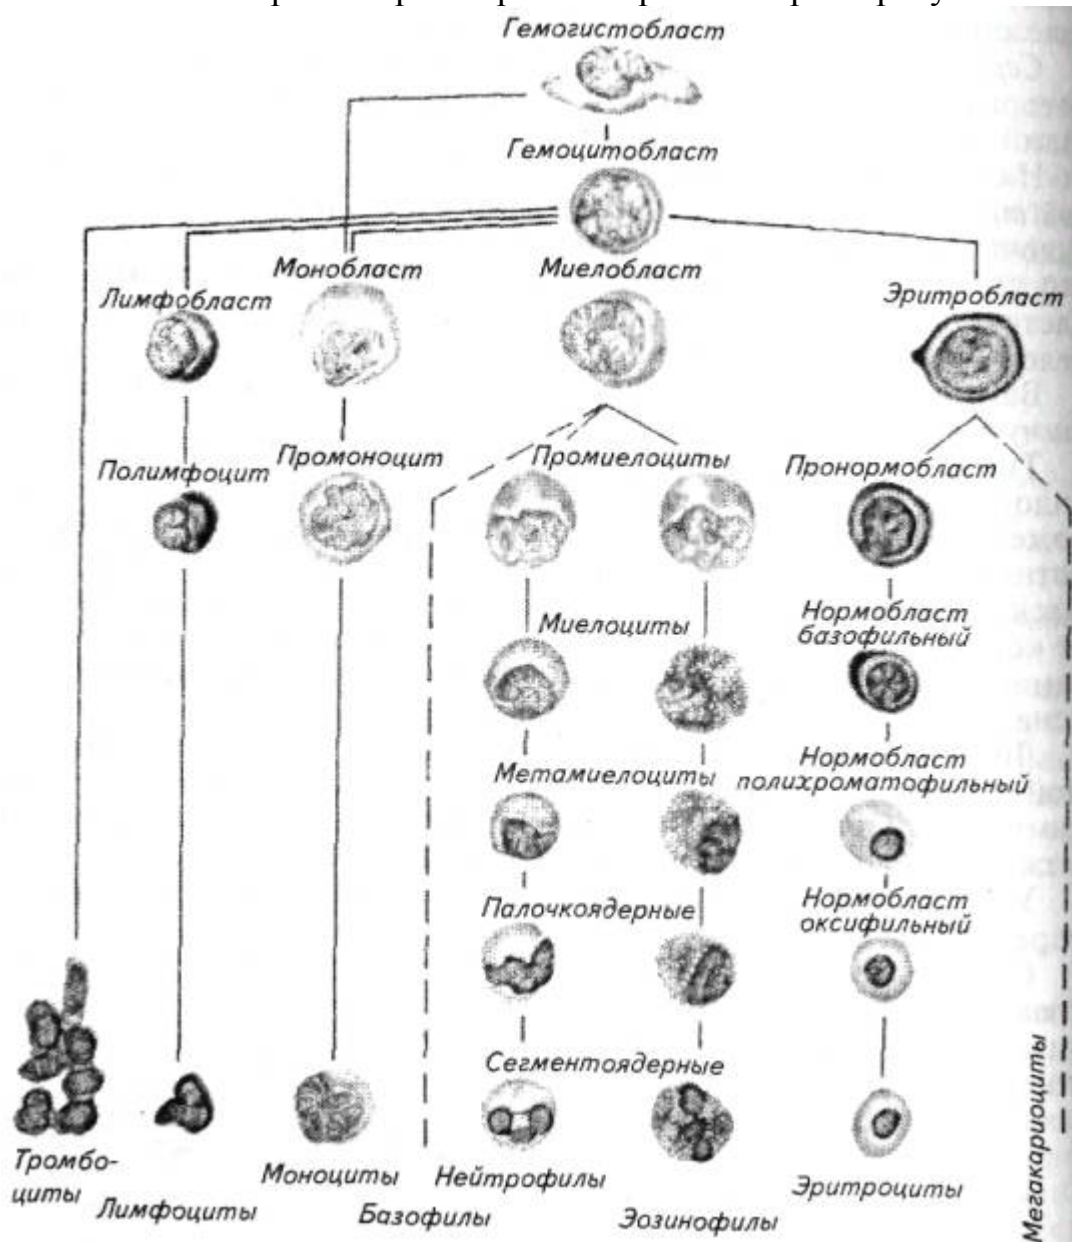 Гемогистобласт
Гемоцитобласт
Монобласт
Миелобласт
Лимфобласт
Эритробласт
Полимфоцит
Промоноцит
Промиелоциты
Пронормобласт
Миелоциты
Нормобласт
базофильный
Метамиелоциты
Нормобласт
полихроматофильный
Палочкоядерные
Нормобласт
оксифильный
Сегментоядерные
Тромбо-
циты
Лимфоциты
Моноциты
Базофилы
Нейтрофилы
Эозинофилы
Эритроциты
Мегакариоциты